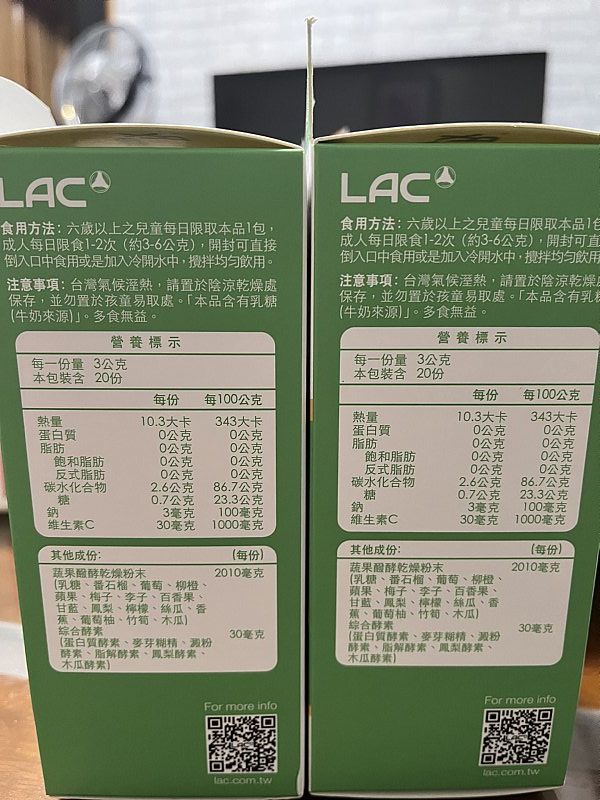 LAC
食用方法：六歲以上之兒童每日限取本品1包，
成人每日限食1-2次（約3-6公克），開封可直接
倒入口中食用或是加入冷開水中，攪拌均勻飲用。
注意事項：台灣氣候溼熱，請置於陰涼乾燥處
保存，並勿置於孩童易取處。「本品含有乳糖
(牛奶來源)」。多食無益。
營養標示
每一份量 3公克
本包裝含 20份
每份 每100公克
熱量 10.3大卡 343大卡
蛋白質 0公克 0公克
脂肪 0公克 0公克
飽和脂肪 0公克 0公克
反式脂肪 0公克 0公克
碳水化合物 2.6公克 86.7公克
糖 0.7公克 23.3公克
鈉 3毫克 100毫克
維生素C 30毫克 1000毫克
其他成份: (每份)
蔬果醱酵乾燥粉末 2010毫克
(乳糖、番石榴、葡萄、柳橙、
蘋果、梅子、李子、百香果、
甘藍、鳳梨、檸檬、絲瓜、香
蕉、葡萄柚、竹筍、木瓜)
綜合酵素 30毫克
(蛋白質酵素、麥芽糊精、澱粉
酵素、脂解酵素、鳳梨酵素、
木瓜酵素)
For more info
lac.com.tw
LAC
食用方法：六歲以上之兒童每日限取本品1包
成人每日限食1-2次（約3-6公克），開封可直
倒入口中食用或是加入冷開水中，攪拌均勻飲用
注意事項：台灣氣候溼熱，請置於陰涼乾燥
保存，並勿置於孩童易取處。「本品含有乳
(牛奶來源)」。多食無益。
營養標示
每一份量 3公克
本包裝含 20份
每份 每100公克
熱量 10.3大卡 343大卡
蛋白質 0公克 0公克
脂肪 0公克 0公克
飽和脂肪 0公克 0公克
反式脂肪 0公克 0公克
碳水化合物 2.6公克 86.7公克
糖 0.7公克 23.3公克
鈉 3毫克 100毫克
維生素C 30毫克 1000毫克
其他成份: (每份)
蔬果醱酵乾燥粉末 2010毫克
(乳糖、番石榴、葡萄、柳橙、
蘋果、梅子、李子、百香果、
甘藍、鳳梨、檸檬、絲瓜、香
蕉、葡萄柚、竹筍、木瓜)
綜合酵素 30毫克
(蛋白質酵素、麥芽糊精、澱粉
酵素、脂解酵素、鳳梨酵素、
木瓜酵素)
For more info
lac.com.tw